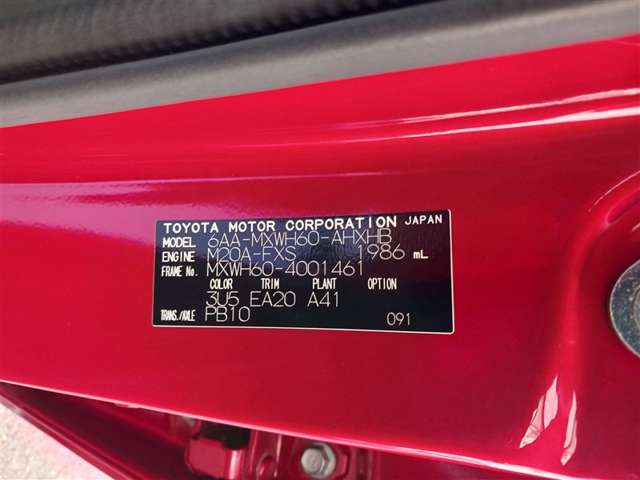 TOYOTA MOTOR CORPORATION JAPAN
MODEL 6AA-MXWH60-AHXHB
ENGINE M20A-FXS 1986 mL
FRAME No. MXWH60-4001461
COLOR TRIM PLANT OPTION
3U5 EA20 A41
TRANS./AXLE PB10 091